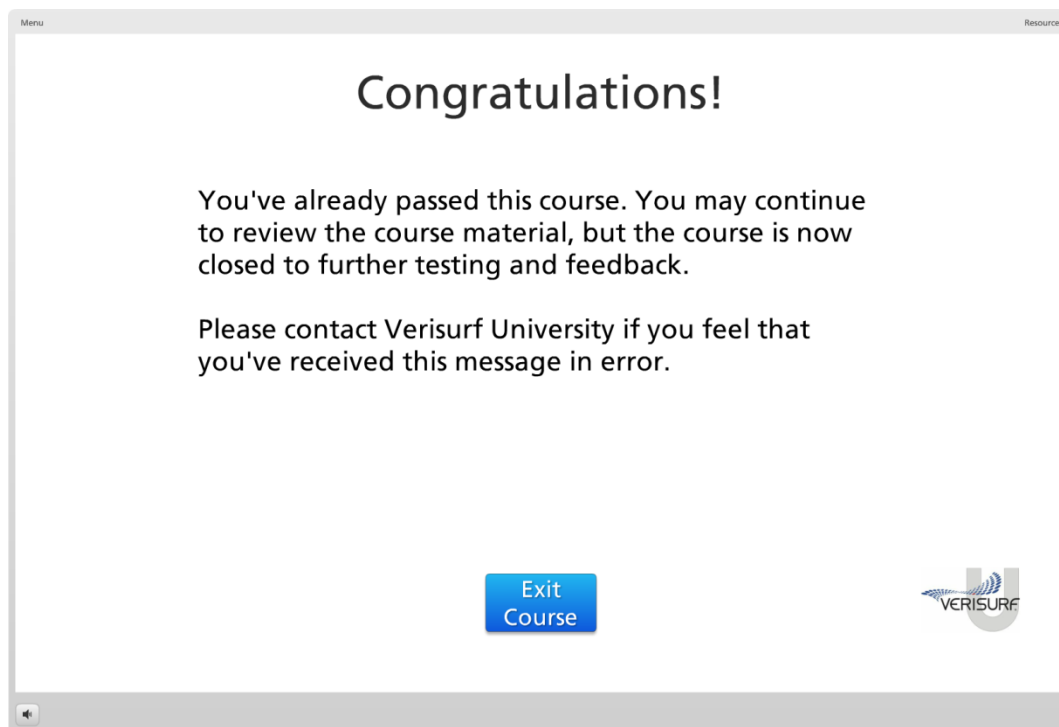 Menu
Resource
Congratulations!
You've already passed this course. You may continue
to review the course material, but the course is now
closed to further testing and feedback.
Please contact Verisurf University if you feel that
you've received this message in error.
Exit
Course
U
VERISURF